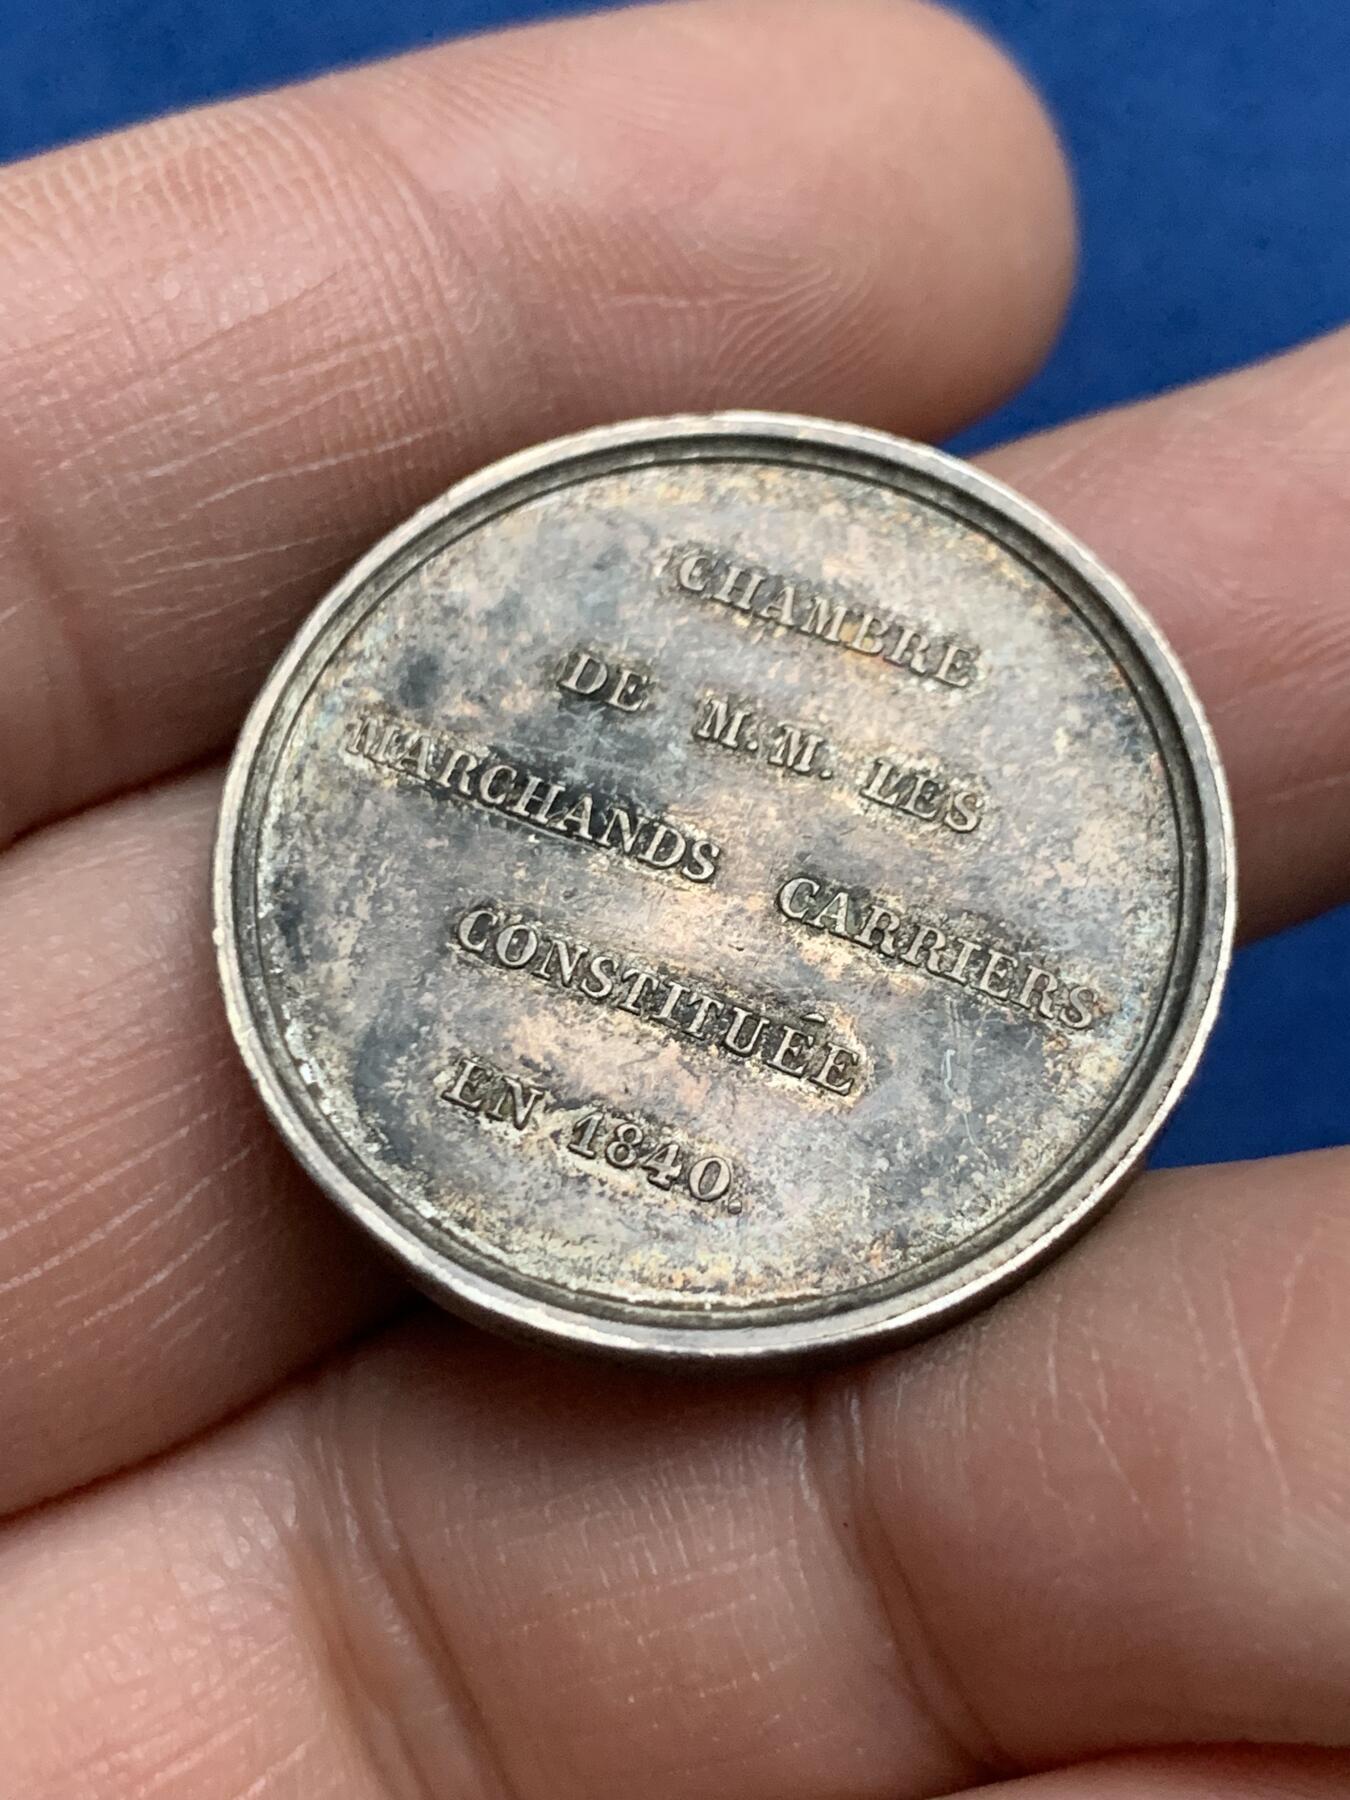 CHAMBRE
DE M.M. LES
MARCHANDS CARRIERS
CONSTITUÉE
EN 1840.